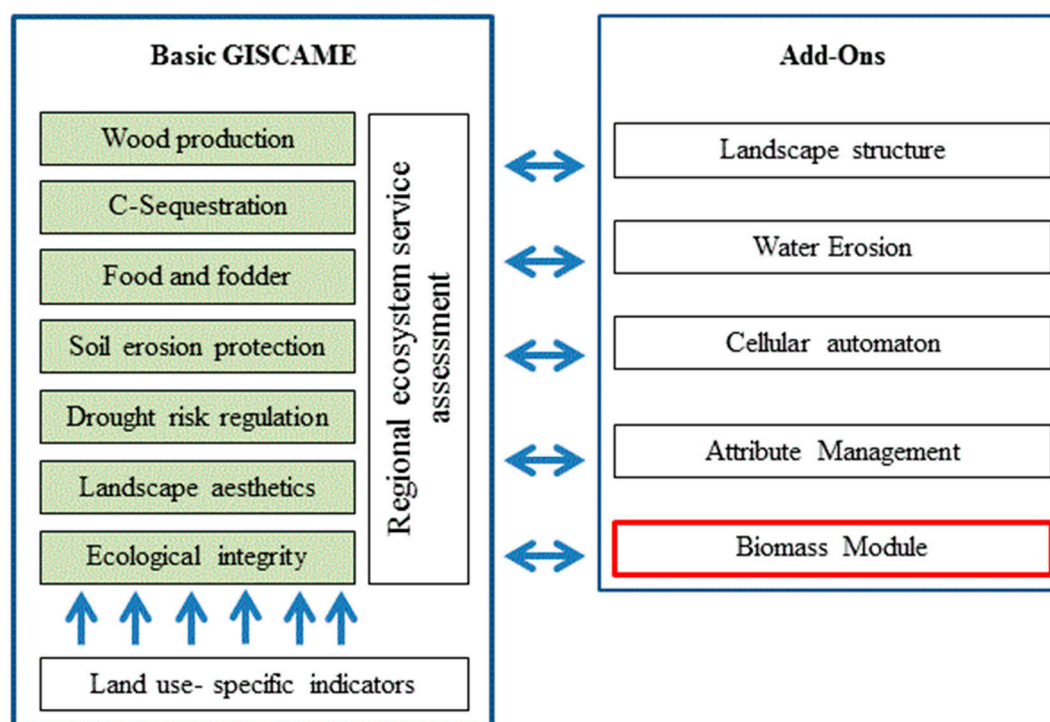 Basic GISCAME
Wood production
C-Sequestration
Food and fodder
Soil erosion protection
Drought risk regulation
Landscape aesthetics
Ecological integrity
Regional ecosystem service
assessment
Land use- specific indicators
Add-Ons
Landscape structure
Water Erosion
Cellular automaton
Attribute Management
Biomass Module